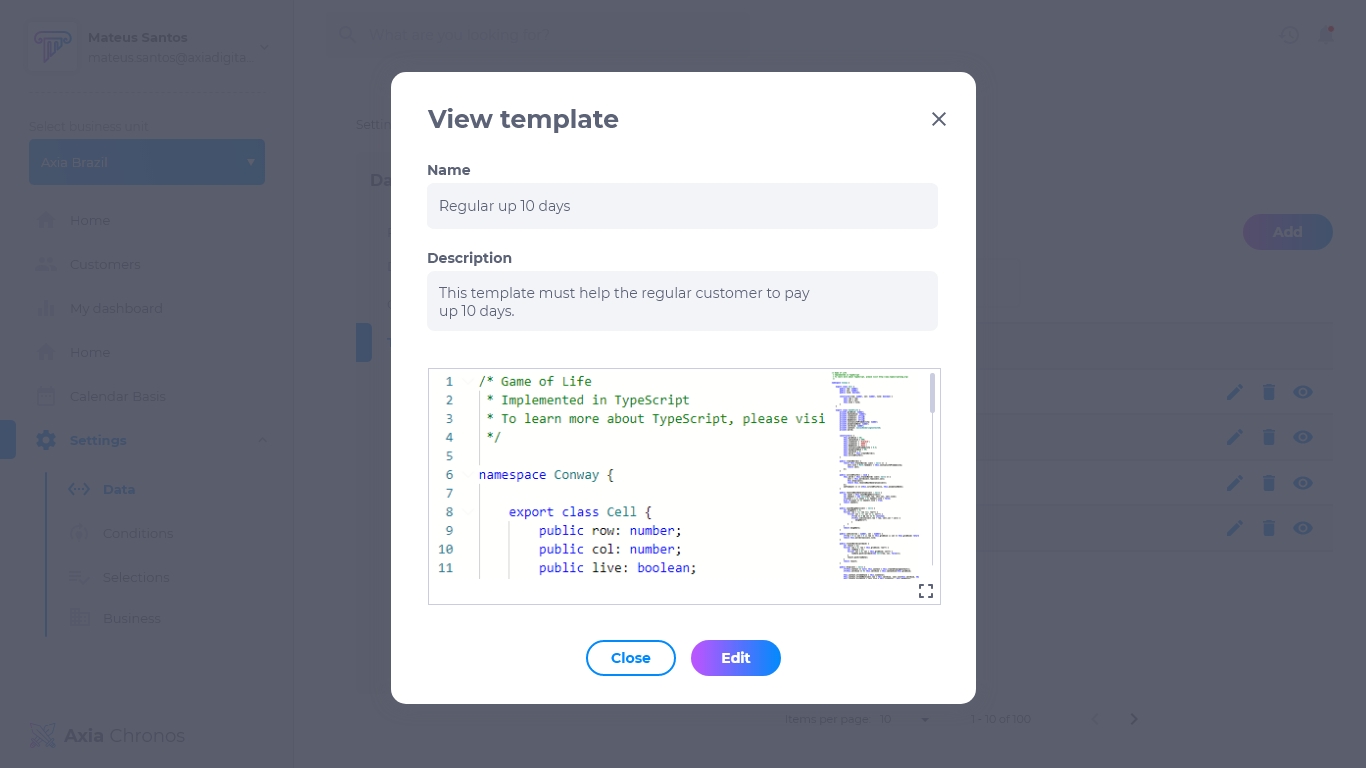 Mateus Santos
mateus.santos@axiadigita...
What are you looking for?
Select business unit
Axia Brazil
Home
Customers
My dashboard
Home
Calendar Basis
Settings
Data
Conditions
Selections
Business
Axia Chronos
Add
View template
Name
Regular up 10 days
Description
This template must help the regular customer to pay
up 10 days.
1 /* Game of Life
2 * Implemented in TypeScript
3 * To learn more about TypeScript, please visi
4 */
5
6 namespace Conway {
7
8 export class Cell {
9 public row: number;
10 public col: number;
11 public live: boolean;
Close
Edit
Items per page 10
1 - 10 of 100